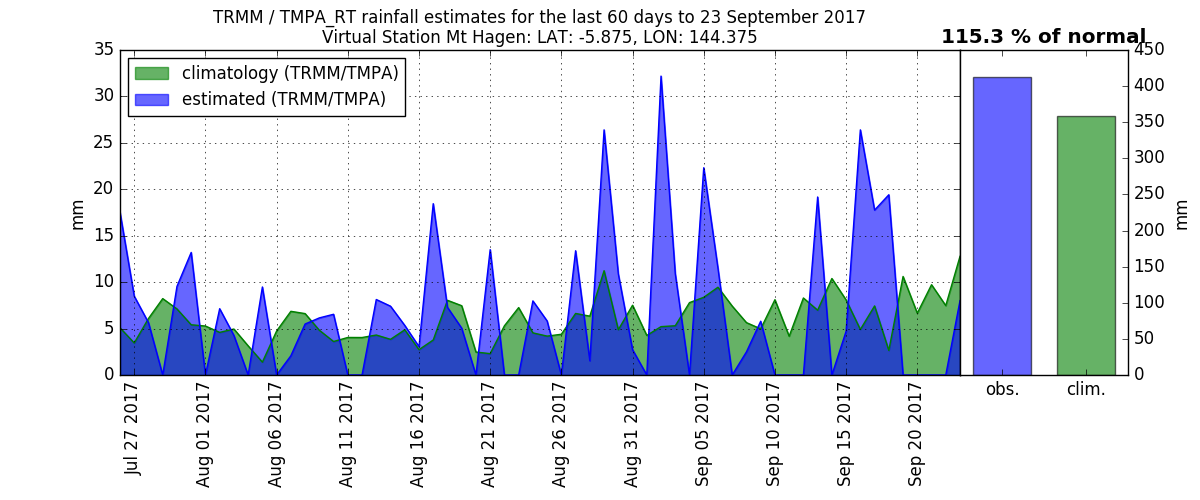 TRMM / TMPA_RT rainfall estimates for the last 60 days to 23 September 2017
Virtual Station Mt Hagen: LAT: -5.875, LON: 144.375
115.3 % of normal
climatology (TRMM/TMPA)
estimated (TRMM/TMPA)
35
30
25
20
15
10
5
0
mm
Jul 27 2017
Aug 01 2017
Aug 06 2017
Aug 11 2017
Aug 16 2017
Aug 21 2017
Aug 26 2017
Aug 31 2017
Sep 05 2017
Sep 10 2017
Sep 15 2017
Sep 20 2017
450
400
350
300
250
200
150
100
50
0
mm
obs.
clim.